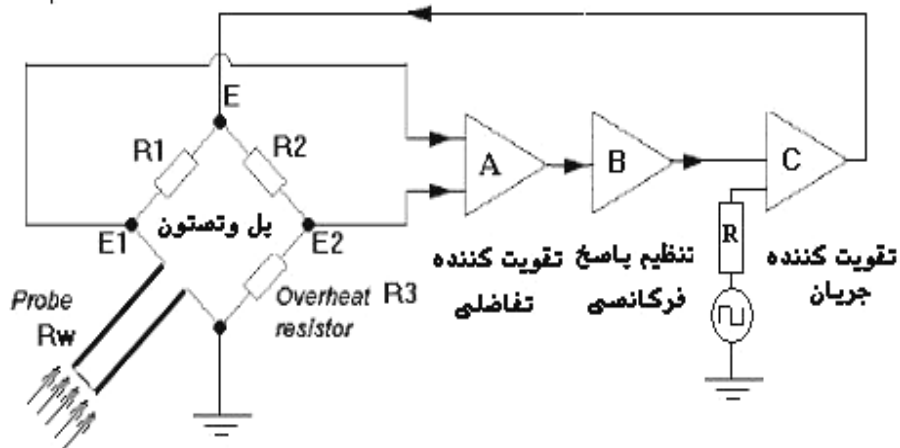 E
R1
R2
A
B
C
E1
پل وتستون
E2
R
Probe
Rw
Overheat R3
resistor
تقویت کننده
تفاضلی
تنظیم پاسخ
فرکانسی
تقویت کننده
جریان